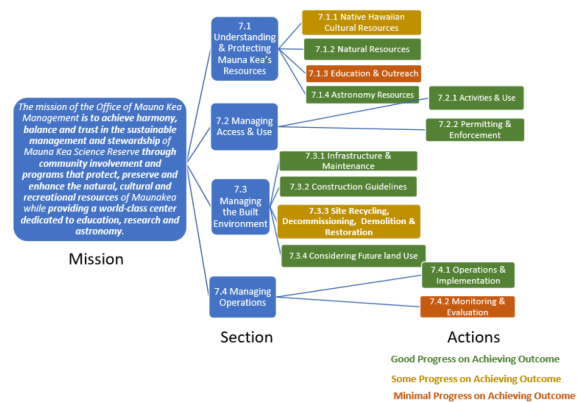 The mission of the Office of Mauna Kea
Management is to achieve harmony,
balance and trust in the sustainable
management and stewardship of
Mauna Kea Science Reserve through
community involvement and
programs that protect, preserve and
enhance the natural, cultural and
recreational resources of Maunakea
while providing a world-class center
dedicated to education, research and
astronomy.
Mission
7.1
Understanding
& Protecting
Mauna Kea's
Resources
7.2 Managing
Access & Use
7.3
Managing
the Built
Environment
7.4 Managing
Operations
Section
7.1.1 Native Hawaiian
Cultural Resources
7.1.2 Natural Resources
7.1.3 Education & Outreach
7.1.4 Astronomy Resources
7.2.1 Activities & Use
7.2.2 Permitting &
Enforcement
7.3.1 Infrastructure &
Maintenance
7.3.2 Construction Guidelines
7.3.3 Site Recycling,
Decommissioning, Demolition &
Restoration
7.3.4 Considering Future land Use
7.4.1 Operations &
Implementation
7.4.2 Monitoring &
Evaluation
Actions
Good Progress on Achieving Outcome
Some Progress on Achieving Outcome
Minimal Progress on Achieving Outcome